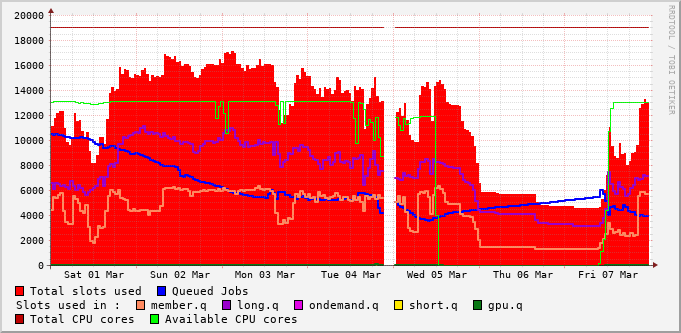 RRDTOOL / TOBI OETIKER
20000
18000
16000
14000
12000
10000
8000
6000
4000
2000
0
Sat 01 Mar Sun 02 Mar Mon 03 Mar Tue 04 Mar Wed 05 Mar Thu 06 Mar Fri 07 Mar
Total slots used Queued Jobs
Slots used in : member.q long.q ondemand.q short.q gpu.q
Total CPU cores Available CPU cores